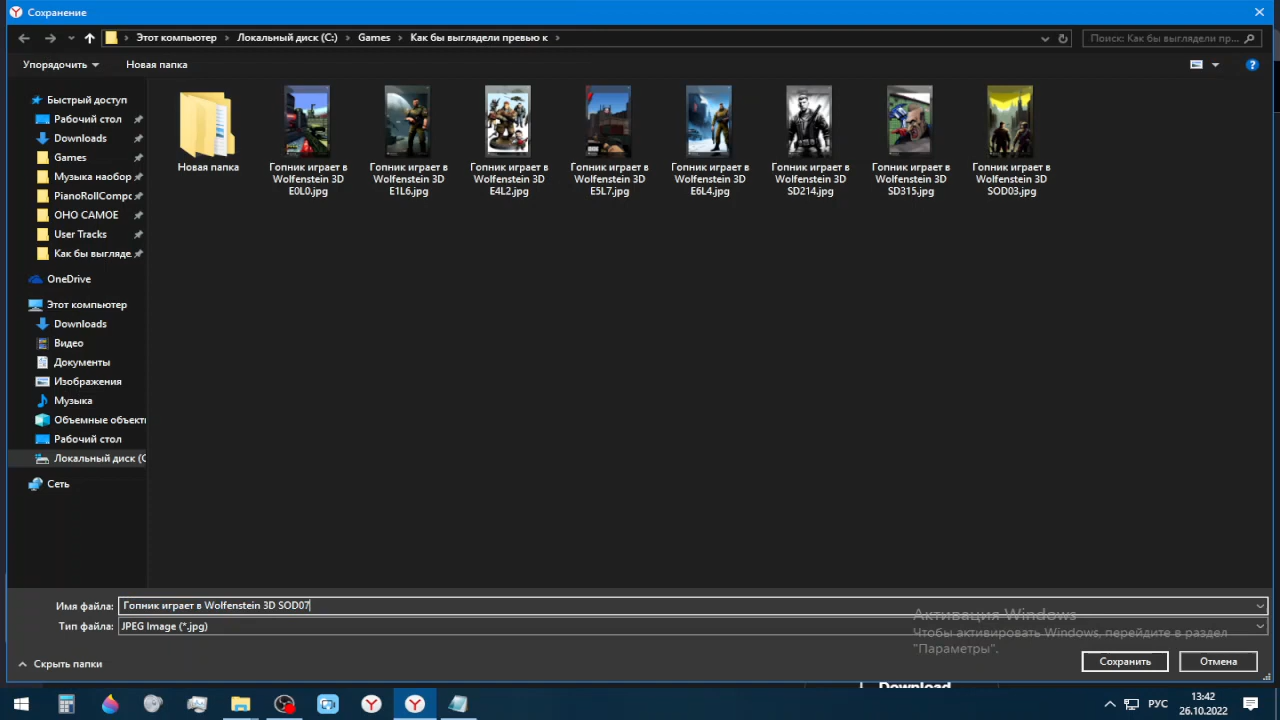 Сохранение
Этот компьютер
Локальный диск (C:)
Games
Как бы выглядели превью к
Поиск: Как бы выглядели пр...
Упорядочить
Новая папка
Быстрый доступ
Рабочий стол
Downloads
Games
Музыка наобор
PianoRollCompo
ОНО САМОЕ
User Tracks
Как бы выгляде.
OneDrive
Этот компьютер
Downloads
Видео
Документы
Изображения
Музыка
Объемные объект
Рабочий стол
Локальный диск (C
Сеть
Новая папка
Гопник играет в
Wolfenstein 3D
E0L0.jpg
Гопник играет в
Wolfenstein 3D
E1L6.jpg
Гопник играет в
Wolfenstein 3D
E4L2.jpg
Гопник играет в
Wolfenstein 3D
E5L7.jpg
Гопник играет в
Wolfenstein 3D
E6L4.jpg
Гопник играет в
Wolfenstein 3D
SD214.jpg
Гопник играет в
Wolfenstein 3D
SD315.jpg
Гопник играет в
Wolfenstein 3D
SOD03.jpg
Имя файла: Гопник играет в Wolfenstein 3D SOD07
Тип файла: JPEG Image (*.jpg)
Активация Windows
Чтобы активировать Windows, перейдите в раздел
"Параметры".
Скрыть папки
Сохранить
Отмена
Download
РУС
13:42
26.10.2022